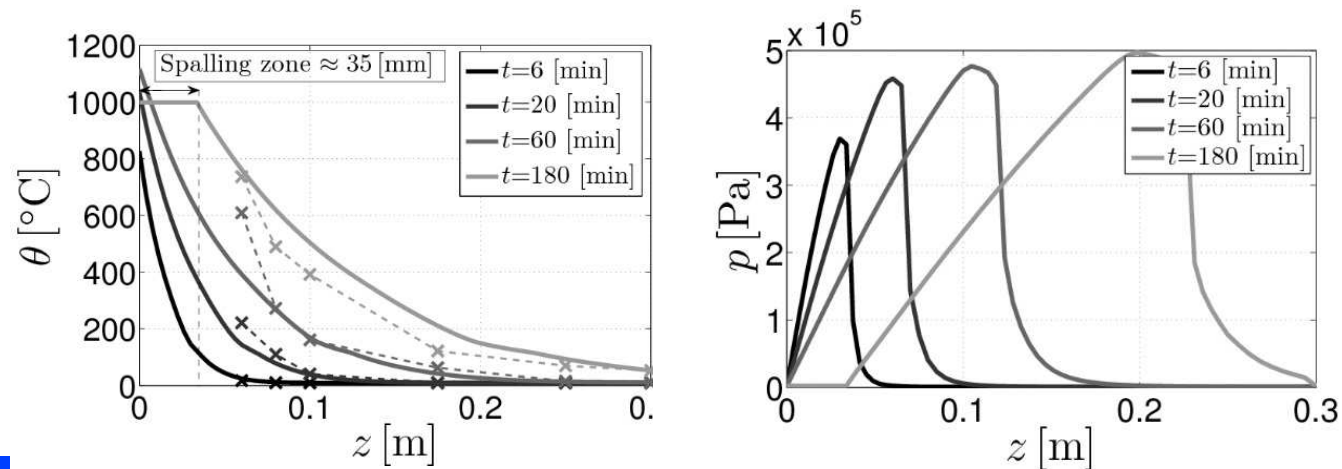 1200
1000
800
600
400
200
0
θ [°C]
Spalling zone ≈ 35 [mm]
t=6 [min]
t=20 [min]
t=60 [min]
t=180 [min]
0
0.1
0.2
0.
z [m]
5 x 10⁵
4
3
2
1
0
p [Pa]
t=6 [min]
t=20 [min]
t=60 [min]
t=180 [min]
0
0.1
0.2
0.3
z [m]